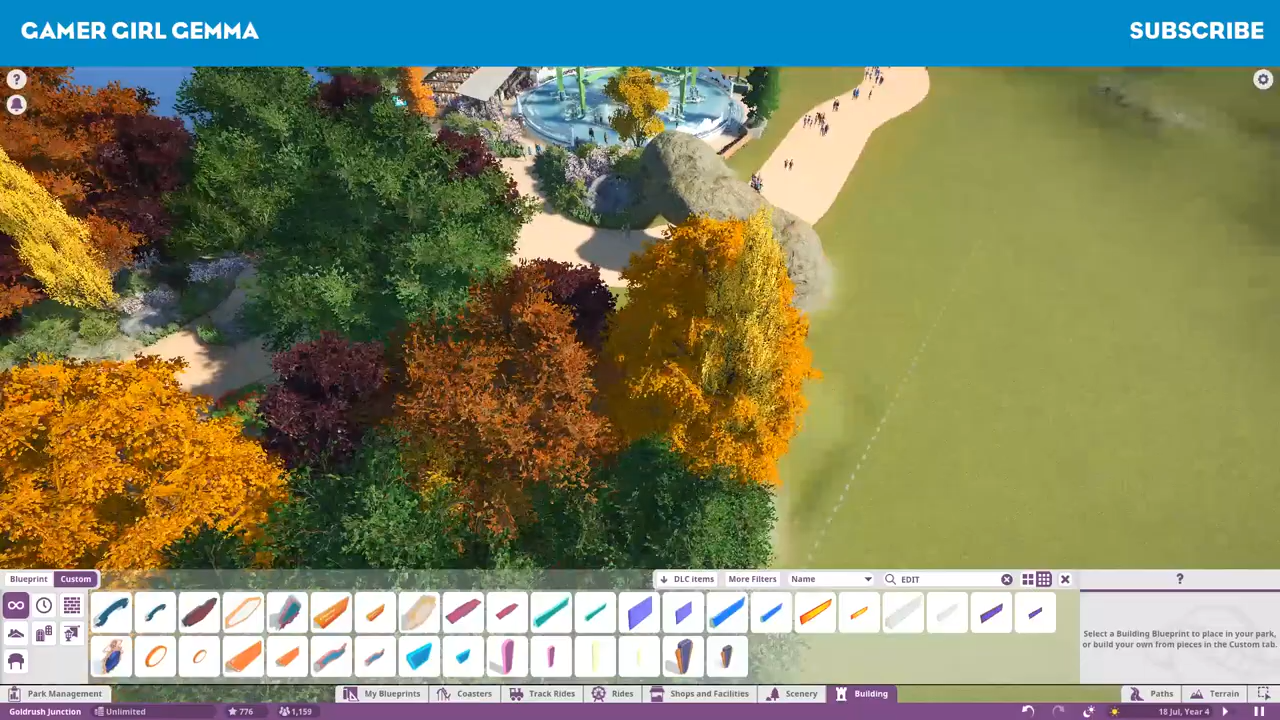 GAMER GIRL GEMMA
SUBSCRIBE
?
Blueprint
Custom
DLC items
More Filters
Name
EDIT
?
Select a Building Blueprint to place in your park,
or build your own from pieces in the Custom tab.
Park Management
My Blueprints
Coasters
Track Rides
Rides
Shops and Facilities
Scenery
Building
Paths
Terrain
Goldrush Junction
Unlimited
776
1,159
18 Jul, Year 4